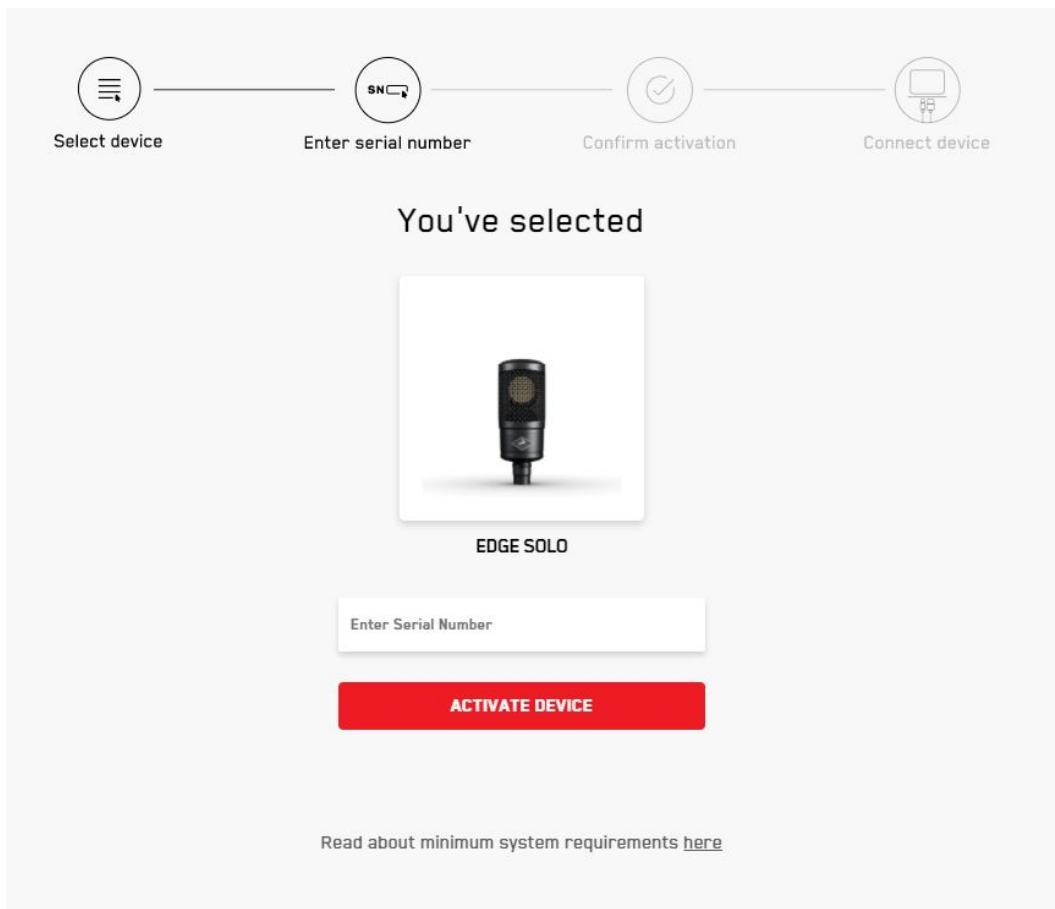 SN
Select device
Enter serial number
Confirm activation
Connect device
You've selected
EDGE SOLO
Enter Serial Number
ACTIVATE DEVICE
Read about minimum system requirements here